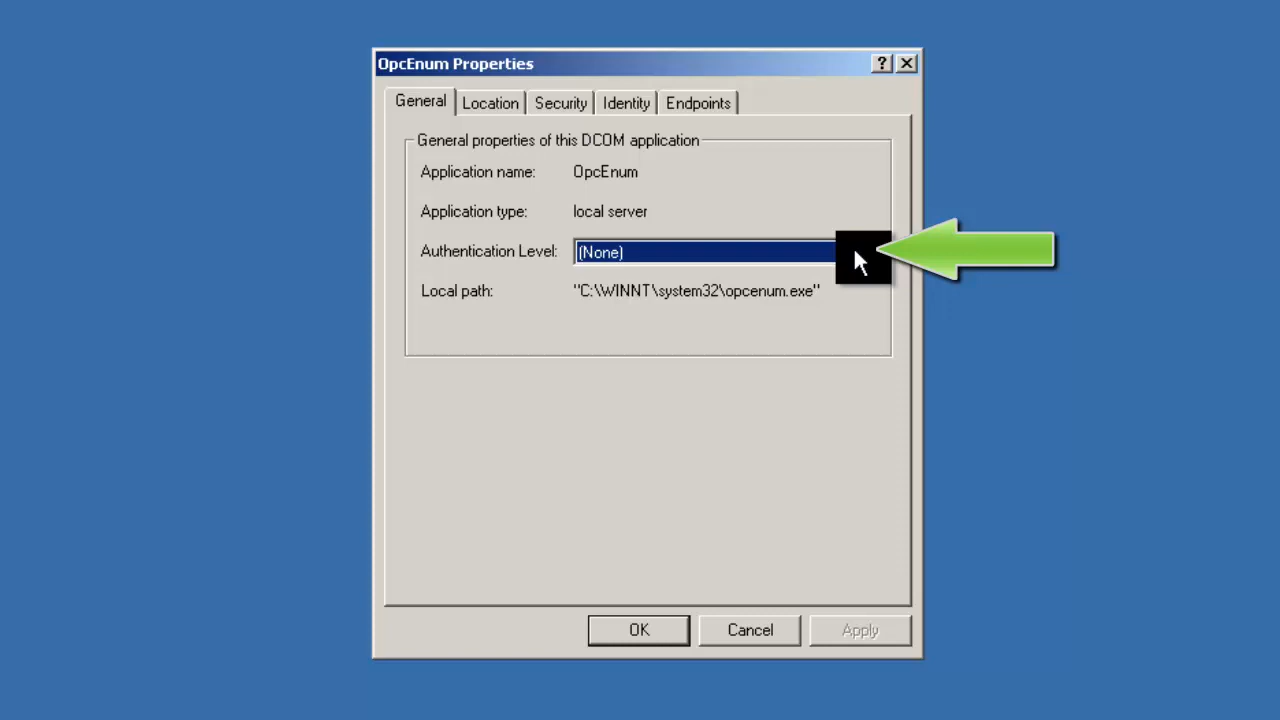 OpcEnum Properties
General Location Security Identity Endpoints
General properties of this DCOM application
Application name: OpcEnum
Application type: local server
Authentication Level: (None)
Local path: "C:\WINNT\system32\opcenum.exe"
OK Cancel Apply